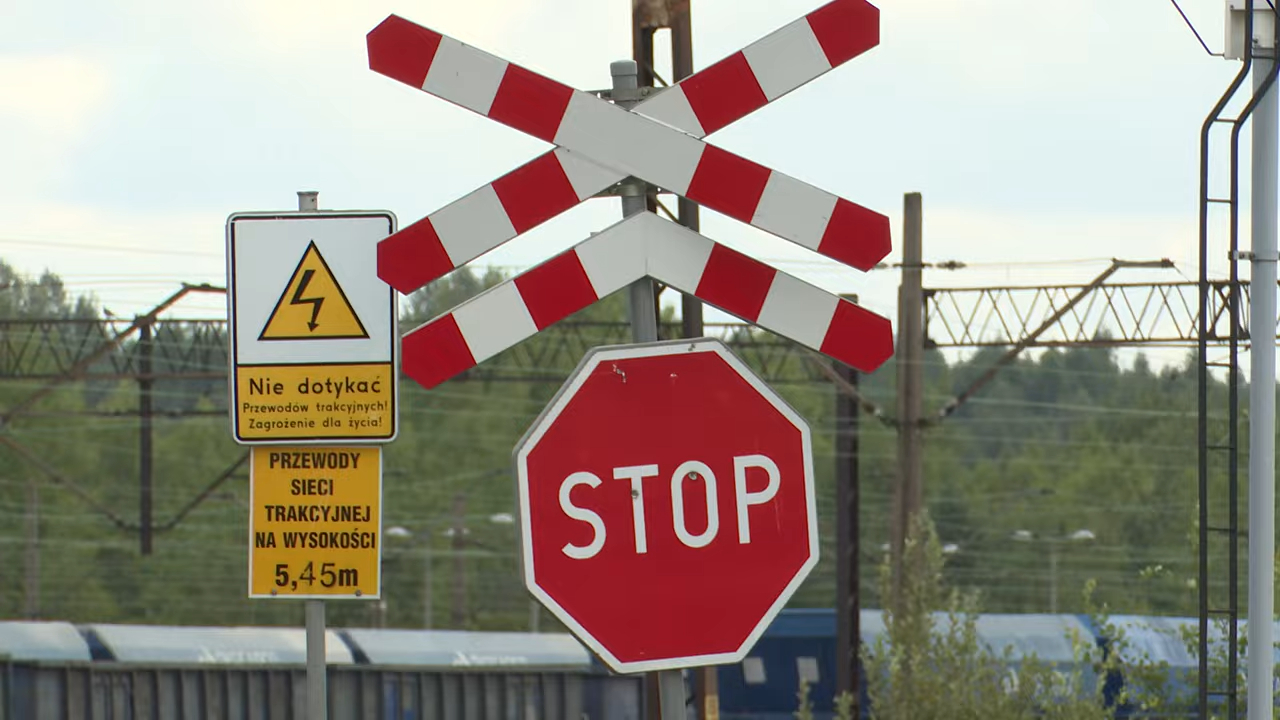 Nie dotykać
Przewodów trakcyjnych!
Zagrożenie dla życia!
PRZEWODY
SIECI
TRAKCYJNEJ
NA WYSOKOŚCI
5,45m
STOP